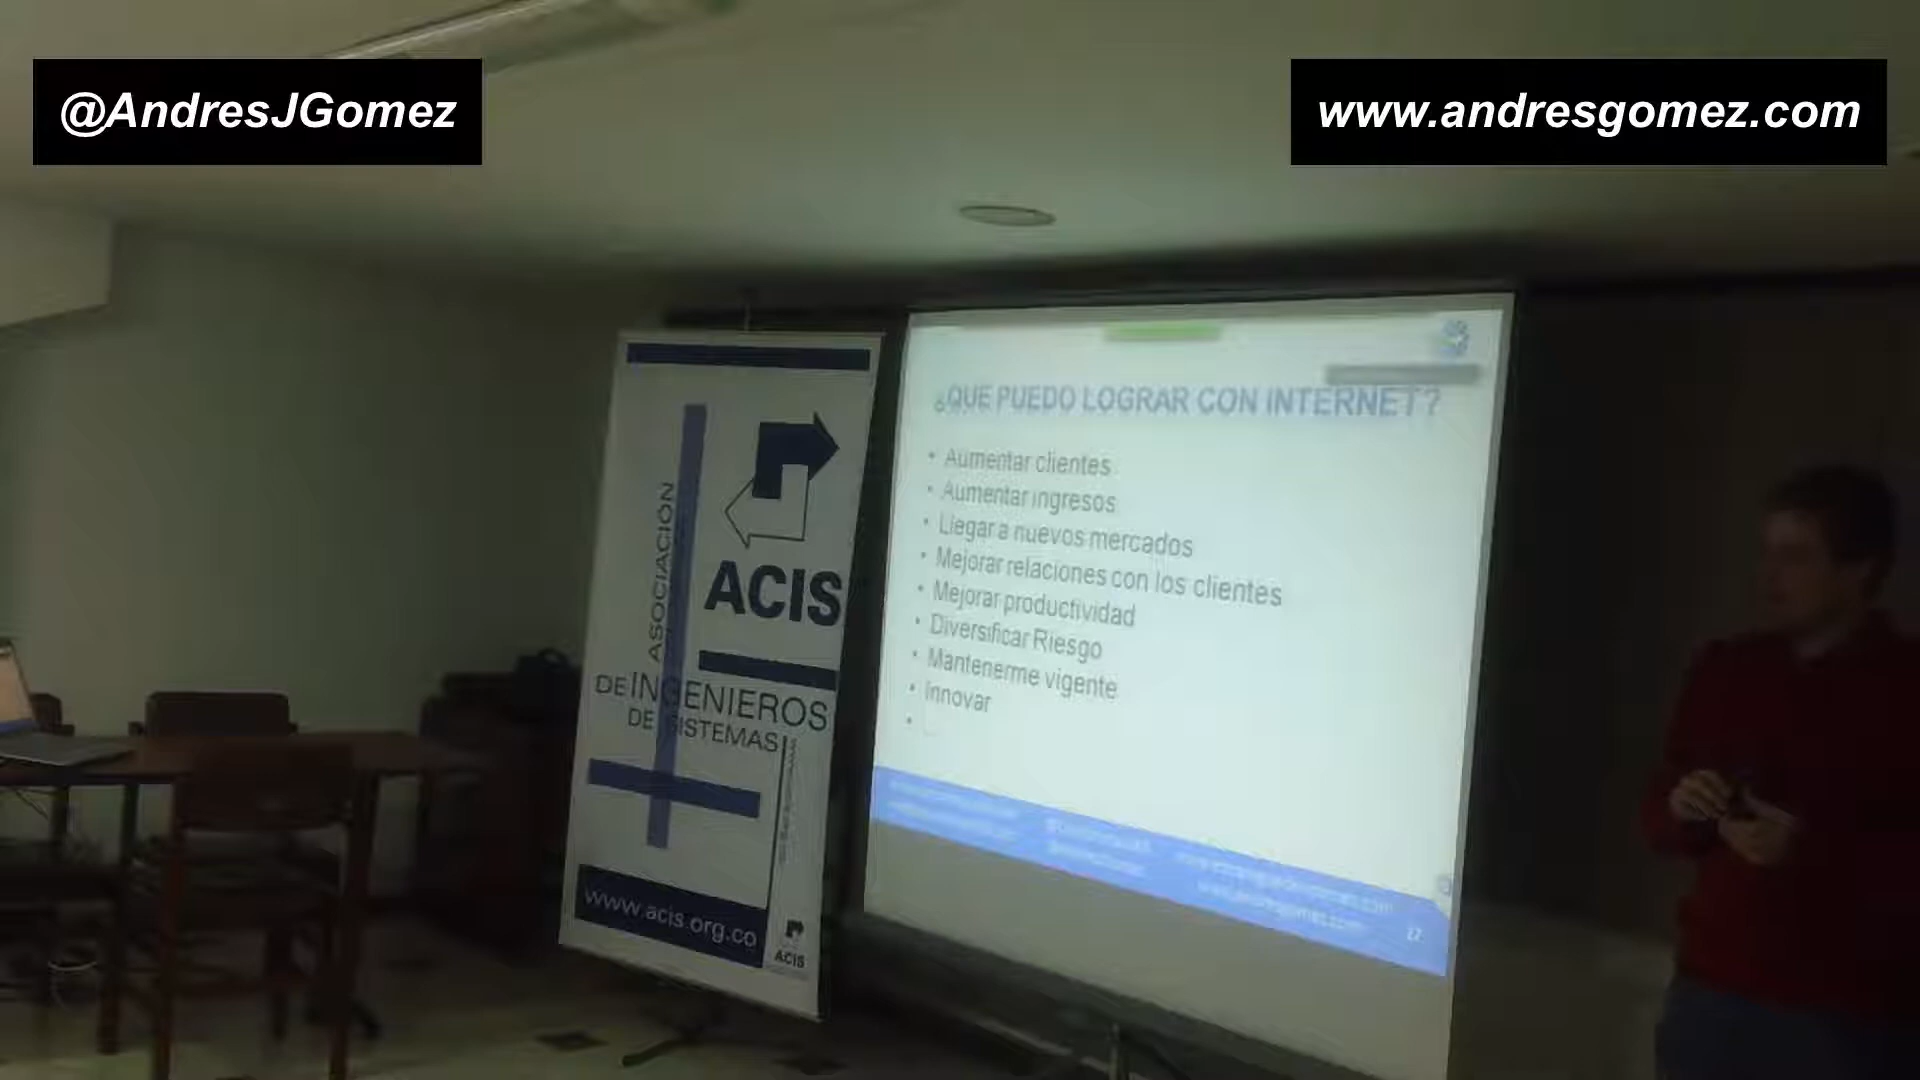 @AndresJGomez
www.andresgomez.com
ASOCIACIÓN
ACIS
DE INGENIEROS
DE SISTEMAS
www.acis.org.co
ACIS
¿QUE PUEDO LOGRAR CON INTERNET?
• Aumentar clientes
• Aumentar ingresos
• Llegar a nuevos mercados
• Mejorar relaciones con los clientes
• Mejorar productividad
• Diversificar Riesgo
• Mantenerme vigente
• Innovar
•